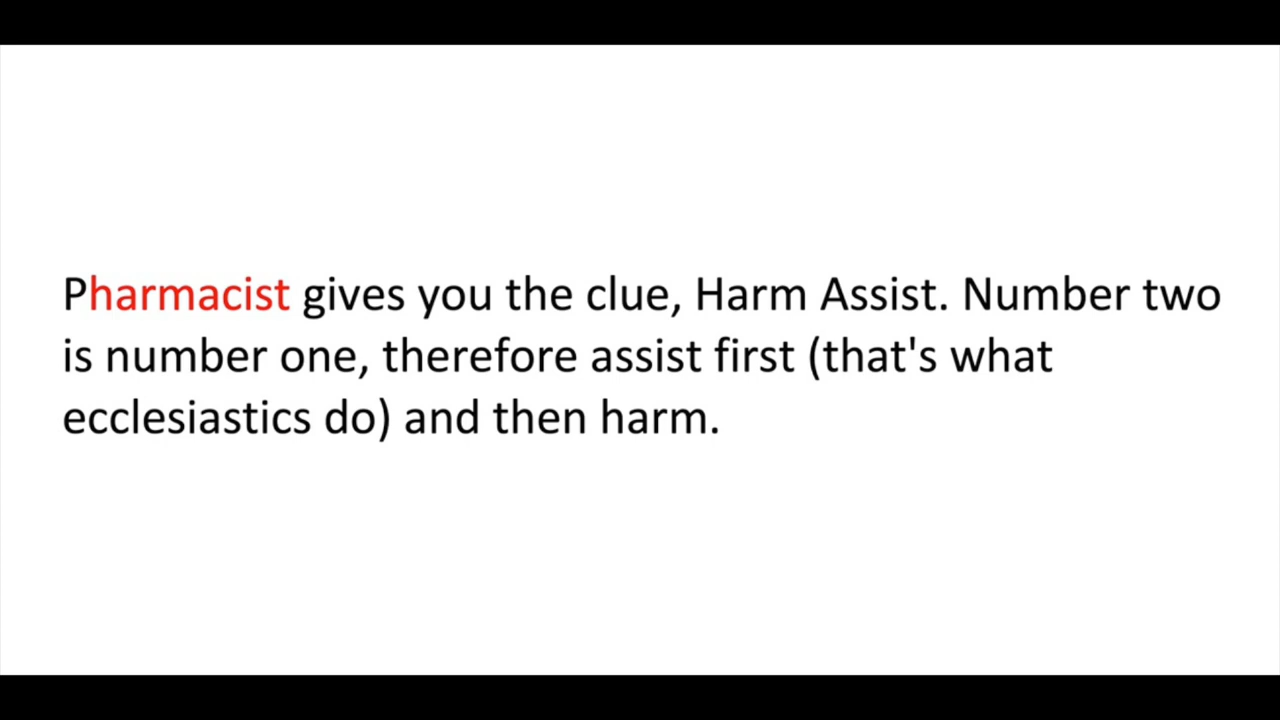 Pharmacist gives you the clue, Harm Assist. Number two
is number one, therefore assist first (that's what
ecclesiastics do) and then harm.